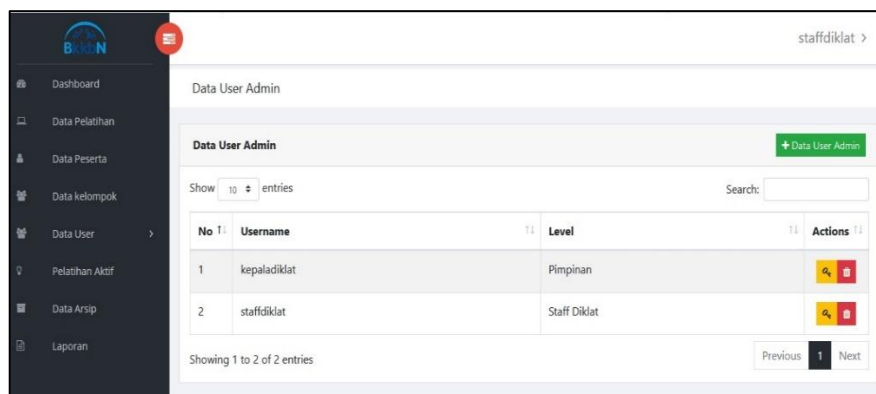 BkkbN
staffdiklat >
Dashboard
Data Pelatihan
Data Peserta
Data kelompok
Data User >
Pelatihan Aktif
Data Arsip
Laporan
Data User Admin
Data User Admin
+ Data User Admin
Show 10 entries
Search:
No Username Level Actions
1 kepaladiklat Pimpinan
2 staffdiklat Staff Diklat
Showing 1 to 2 of 2 entries
Previous 1 Next